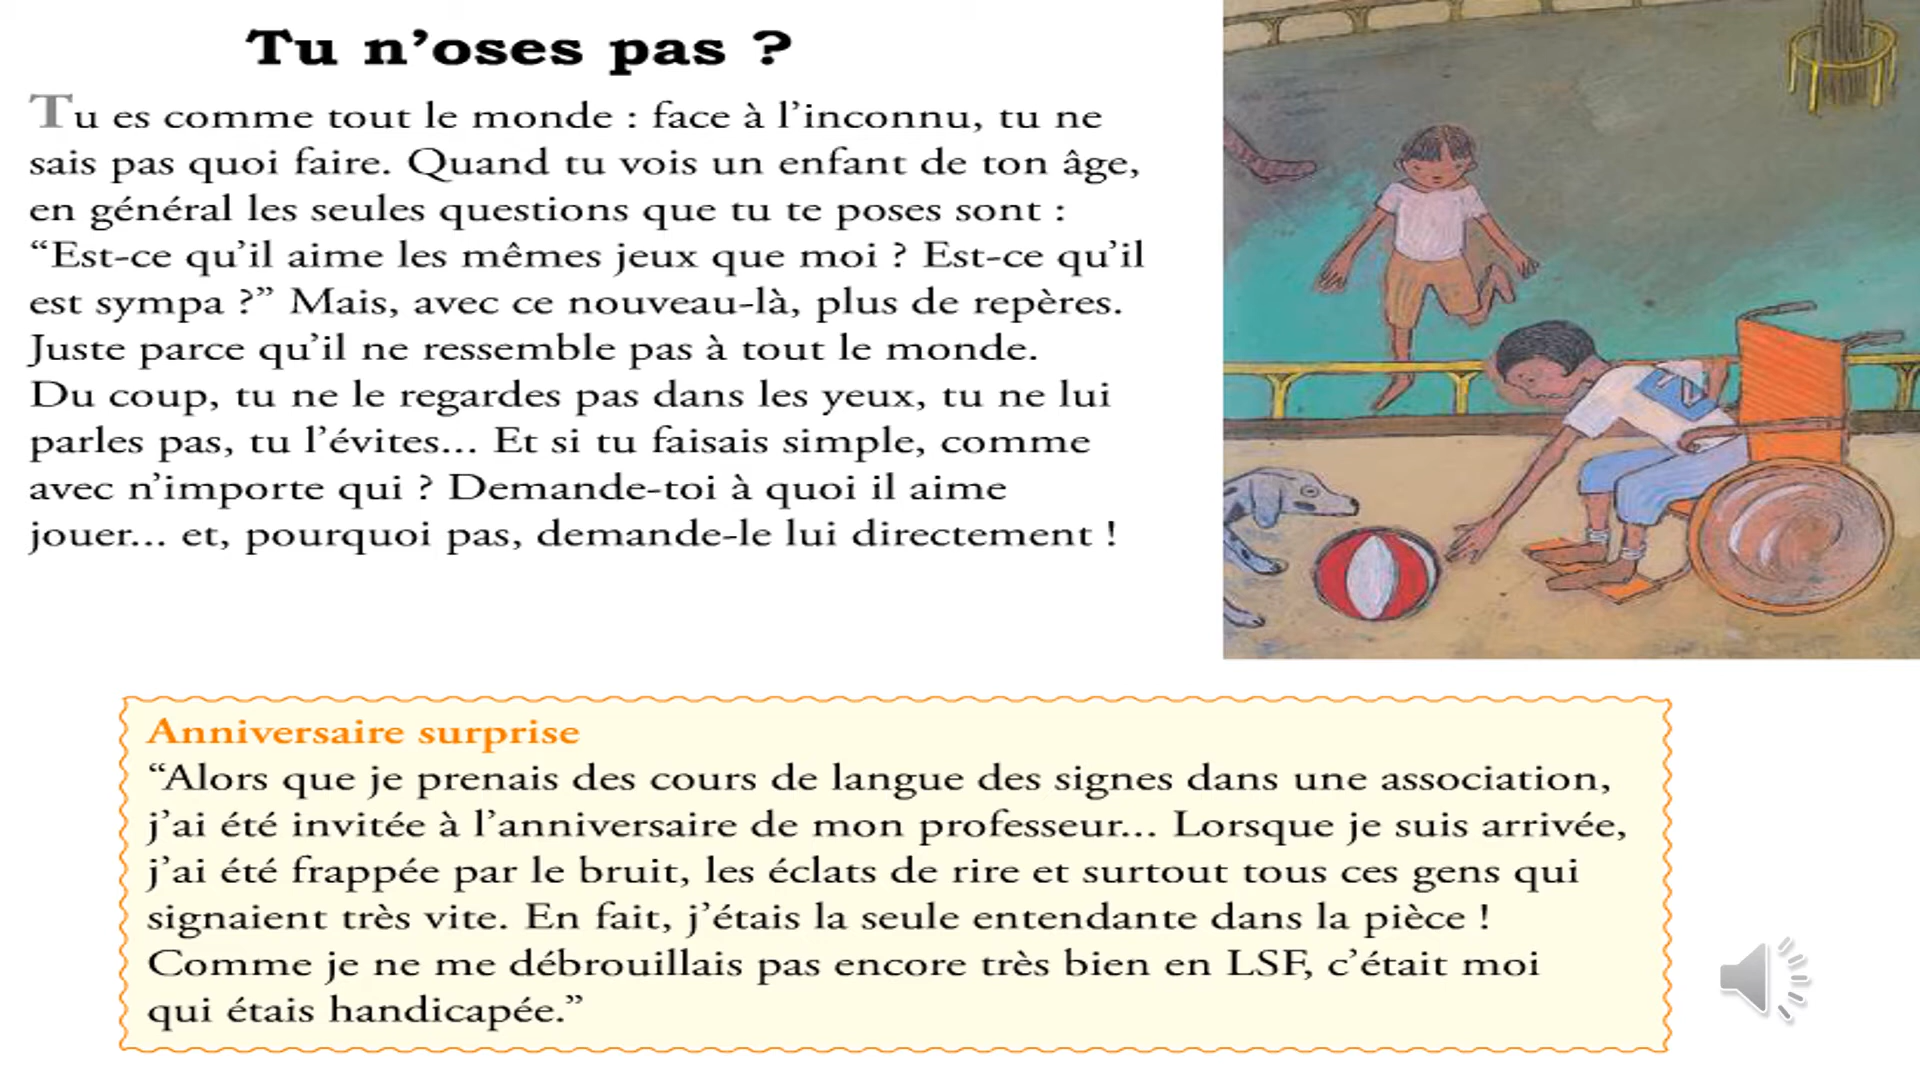 Tu n’oses pas ?
Tu es comme tout le monde : face à l’inconnu, tu ne
sais pas quoi faire. Quand tu vois un enfant de ton âge,
en général les seules questions que tu te poses sont :
“Est-ce qu’il aime les mêmes jeux que moi ? Est-ce qu’il
est sympa ?” Mais, avec ce nouveau-là, plus de repères.
Juste parce qu’il ne ressemble pas à tout le monde.
Du coup, tu ne le regardes pas dans les yeux, tu ne lui
parles pas, tu l’évites... Et si tu faisais simple, comme
avec n’importe qui ? Demande-toi à quoi il aime
jouer... et, pourquoi pas, demande-le lui directement !
Anniversaire surprise
“Alors que je prenais des cours de langue des signes dans une association,
j’ai été invitée à l’anniversaire de mon professeur... Lorsque je suis arrivée,
j’ai été frappée par le bruit, les éclats de rire et surtout tous ces gens qui
signaient très vite. En fait, j’étais la seule entendante dans la pièce !
Comme je ne me débrouillais pas encore très bien en LSF, c’était moi
qui étais handicapée.”